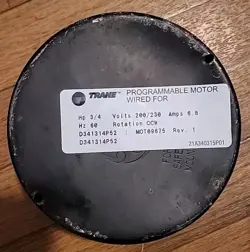 TRANE
PROGRAMMABLE MOTOR
WIRED FOR
Hp 3/4 Volts 200/230 Amps 6.8
Hz 60 Rotation CCW
D341314P52 : MOT09675 Rev. 1
D341314P52
21A340315P01